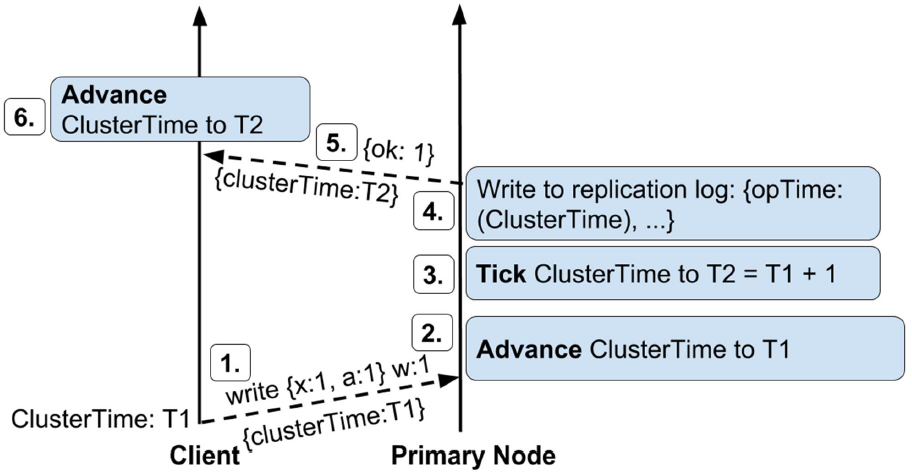 6.
Advance
ClusterTime to T2
5.
{ok: 1}
{clusterTime:T2}
4.
Write to replication log: {opTime:
(ClusterTime), ...}
3.
Tick ClusterTime to T2 = T1 + 1
2.
Advance ClusterTime to T1
1.
write {x:1, a:1} w:1
{clusterTime:T1}
ClusterTime: T1
Client
Primary Node